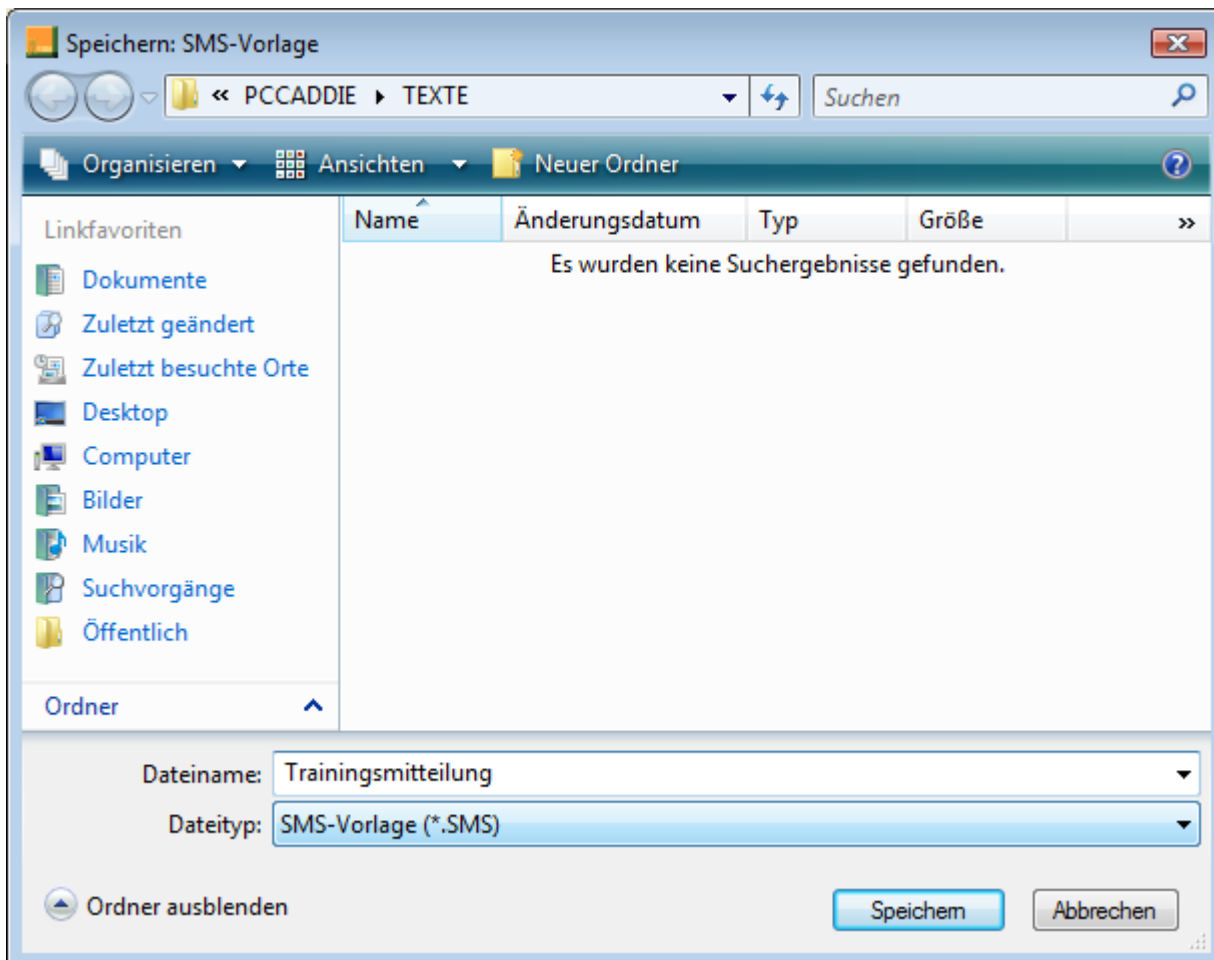 Speichern: SMS-Vorlage
« PCCADDIE ▸ TEXTE
Suchen
Organisieren Ansichten Neuer Ordner
Linkfavoriten
Name Änderungsdatum Typ Größe »
Es wurden keine Suchergebnisse gefunden.
Dokumente
Zuletzt geändert
Zuletzt besuchte Orte
Desktop
Computer
Bilder
Musik
Suchvorgänge
Öffentlich
Ordner
Dateiname: Trainingsmitteilung
Dateityp: SMS-Vorlage (*.SMS)
Ordner ausblenden
Speichern Abbrechen